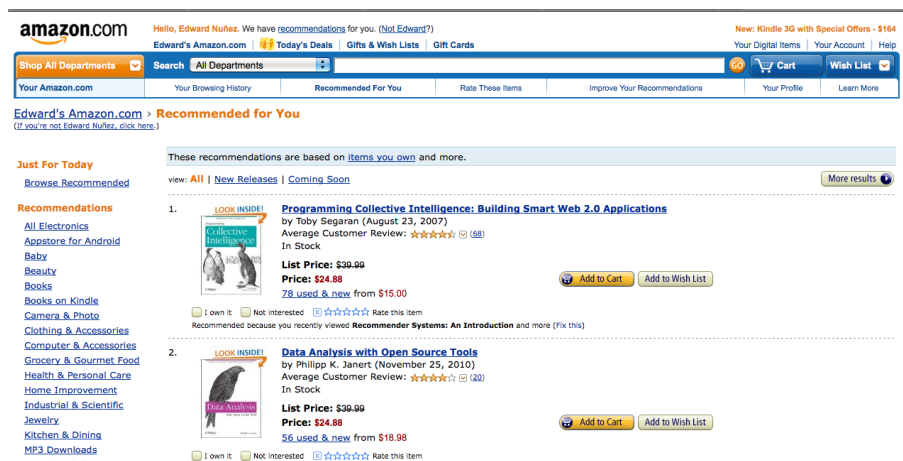 amazon.com
Hello, Edward Nuñez. We have recommendations for you. (Not Edward?)
New: Kindle 3G with Special Offers - $164
Edward's Amazon.com | Today's Deals | Gifts & Wish Lists | Gift Cards
Your Digital Items | Your Account | Help
Shop All Departments Search All Departments GO Cart Wish List
Your Amazon.com Your Browsing History Recommended For You Rate These Items Improve Your Recommendations Your Profile Learn More
Edward's Amazon.com › Recommended for You
(If you're not Edward Nuñez, click here.)
Just For Today
Browse Recommended
Recommendations
All Electronics
Appstore for Android
Baby
Beauty
Books
Books on Kindle
Camera & Photo
Clothing & Accessories
Computer & Accessories
Grocery & Gourmet Food
Health & Personal Care
Home Improvement
Industrial & Scientific
Jewelry
Kitchen & Dining
MP3 Downloads
These recommendations are based on items you own and more.
view: All | New Releases | Coming Soon
More results
1.
LOOK INSIDE!
Collective
Intelligence
Programming Collective Intelligence: Building Smart Web 2.0 Applications
by Toby Segaran (August 23, 2007)
Average Customer Review: (68)
In Stock
List Price: $39.99
Price: $24.88
78 used & new from $15.00
Add to Cart Add to Wish List
I own it Not interested Rate this item
Recommended because you recently viewed Recommender Systems: An Introduction and more (Fix this)
2.
LOOK INSIDE!
Data Analysis
Data Analysis with Open Source Tools
by Philipp K. Janert (November 25, 2010)
Average Customer Review: (20)
In Stock
List Price: $39.99
Price: $24.88
56 used & new from $18.98
Add to Cart Add to Wish List
I own it Not interested Rate this item